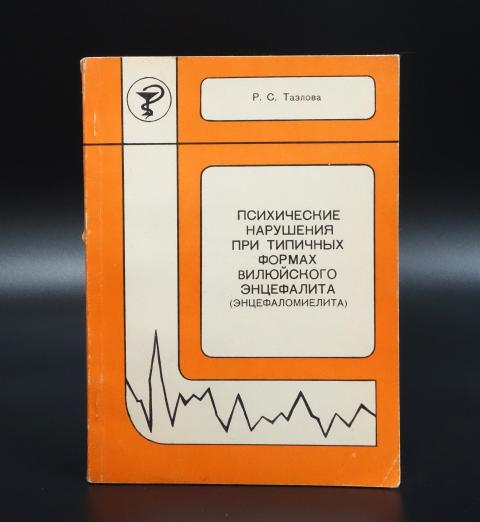 Р. С. Тазлова
ПСИХИЧЕСКИЕ
НАРУШЕНИЯ
ПРИ ТИПИЧНЫХ
ФОРМАХ
ВИЛЮЙСКОГО
ЭНЦЕФАЛИТА
(ЭНЦЕФАЛОМИЕЛИТА)